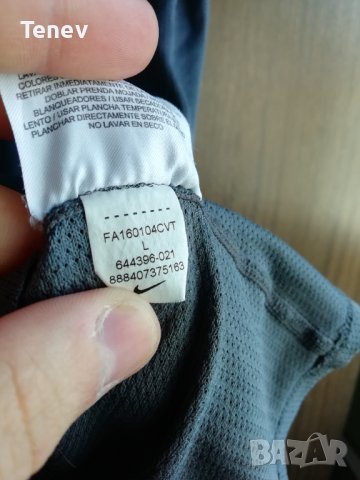 Tenev
COLORES
RETIRAR INMEDIATAMENTE
DOBLAR PRENDA MOJADA
BLANQUEADORES / USAR SECADO
LENTO / USAR PLANCHA TEMPERATURA
PLANCHAR DIRECTAMENTE SOBRE EL
NO LAVAR EN SECO
FA160104CVT
L
644396-021
888407375163
BAZAR